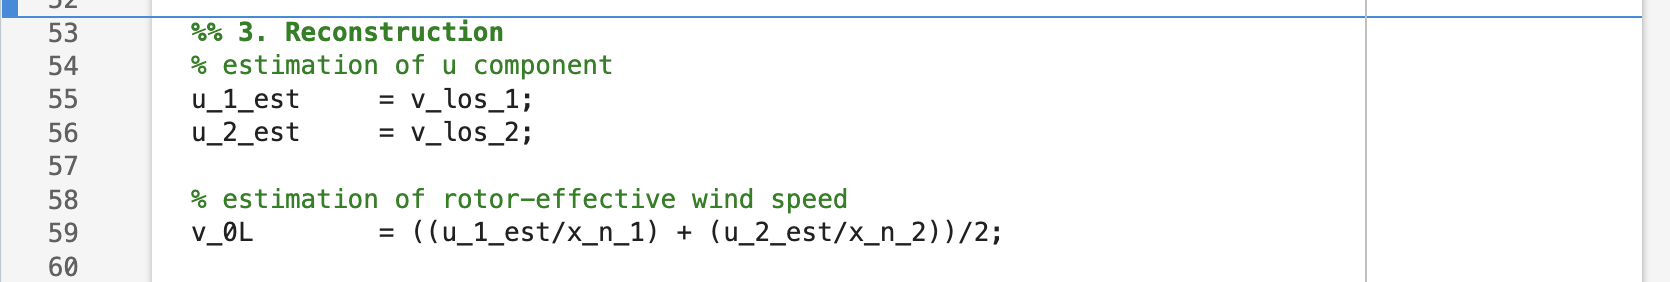 52
53 %% 3. Reconstruction
54 % estimation of u component
55 u_1_est = v_los_1;
56 u_2_est = v_los_2;
57
58 % estimation of rotor-effective wind speed
59 v_0L = ((u_1_est/x_n_1) + (u_2_est/x_n_2))/2;
60